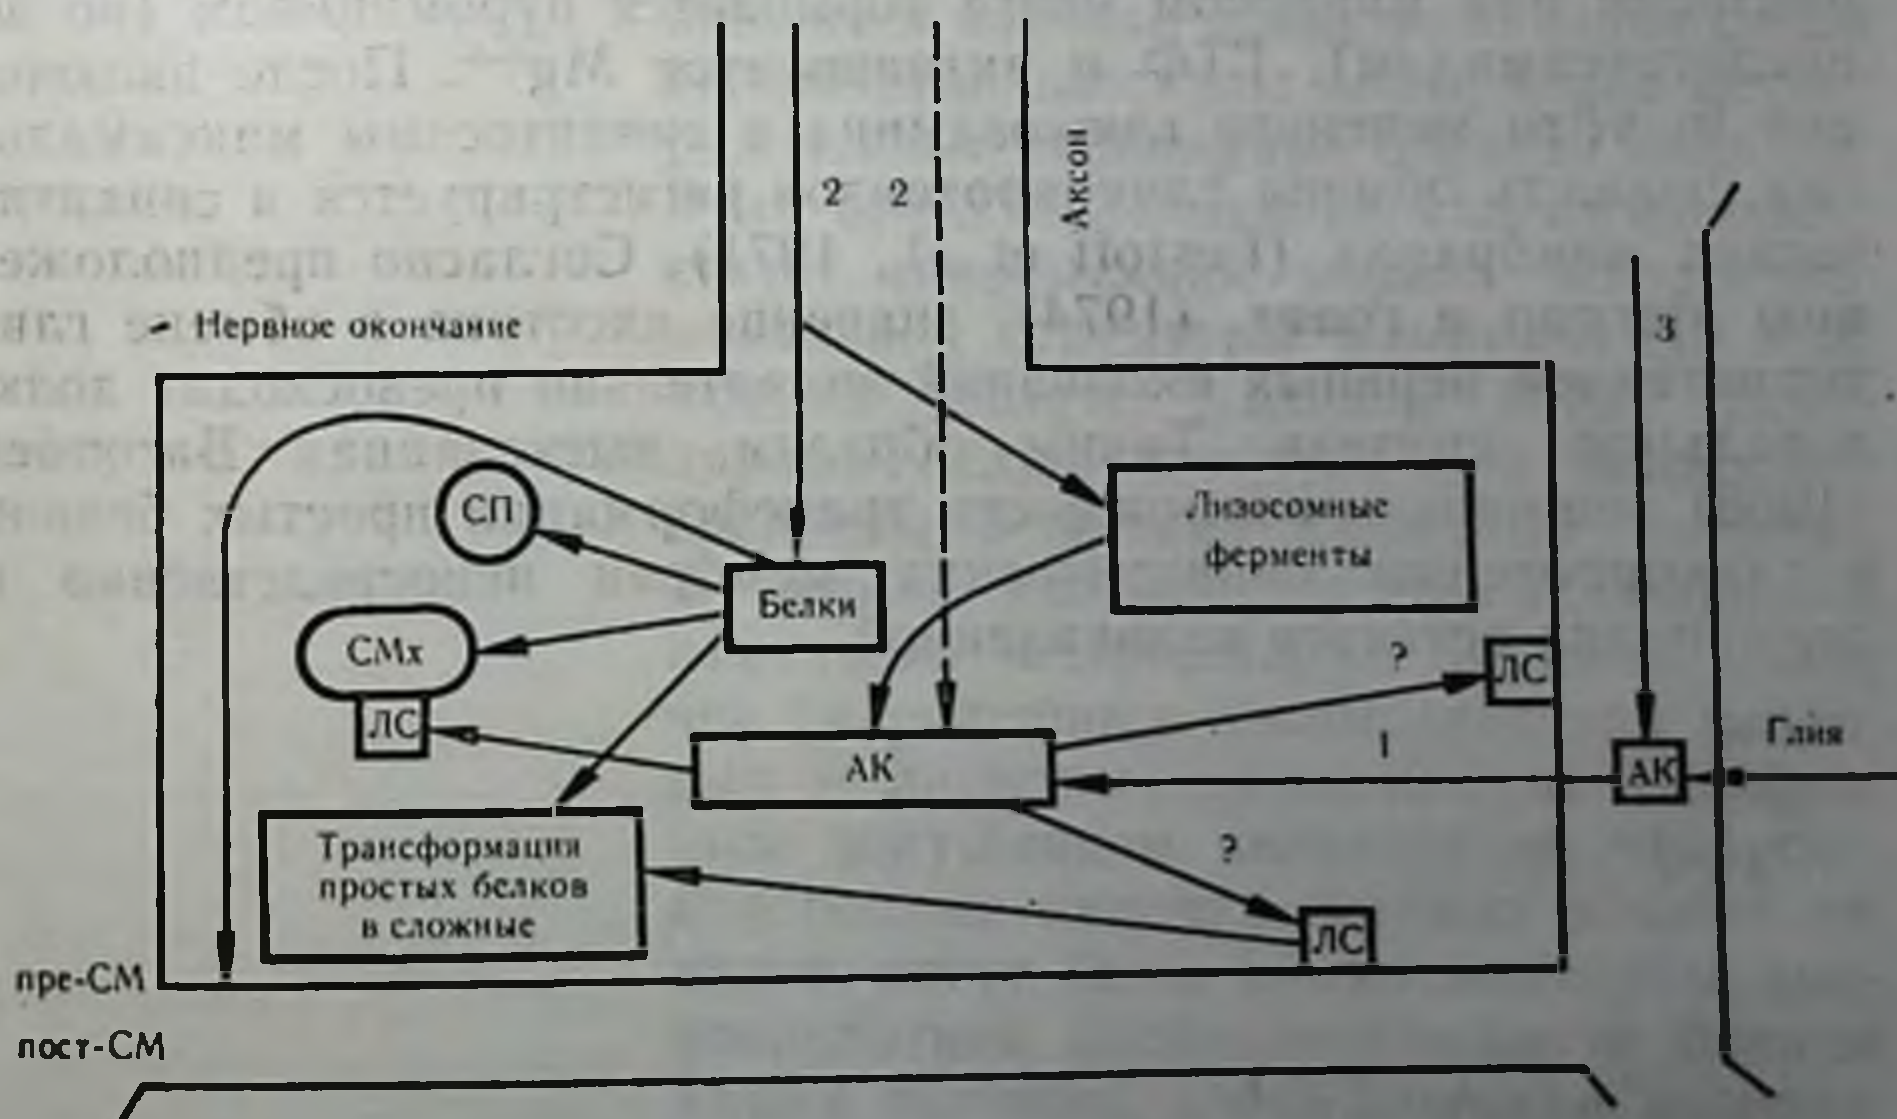 2 2
Аксон
Нервное окончание
3
СП
Лизосомные
ферменты
Белки
СМх
?
ЛС
ЛС
1
Глия
АК
АК
Трансформация
простых белков
в сложные
?
ЛС
пре-СМ
пост-СМ